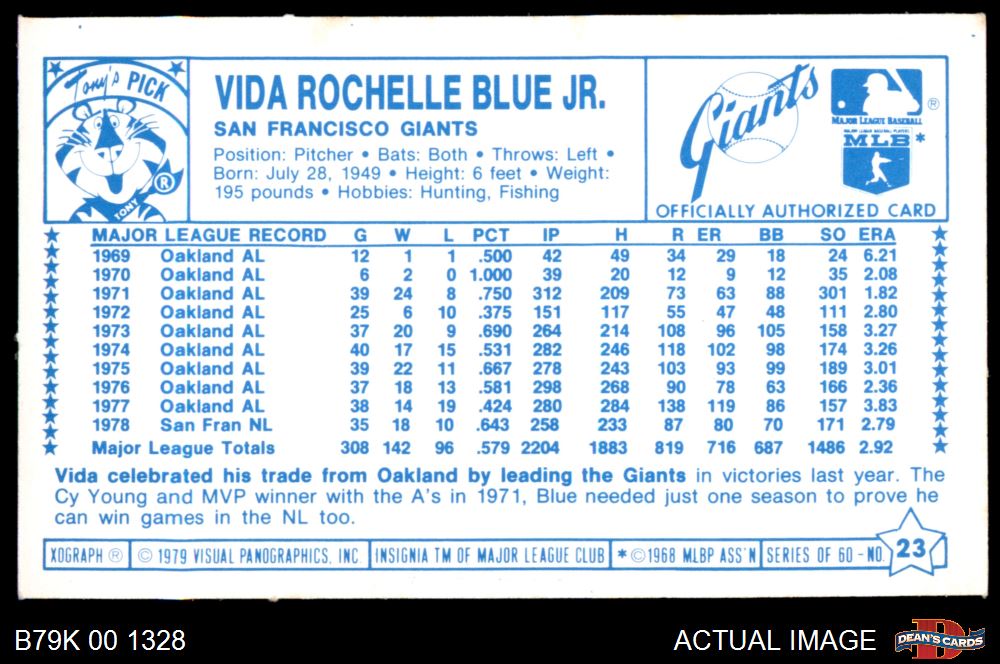 Tony's PICK
TONY
®
VIDA ROCHELLE BLUE JR.
SAN FRANCISCO GIANTS
Position: Pitcher • Bats: Both • Throws: Left •
Born: July 28, 1949 • Height: 6 feet • Weight:
195 pounds • Hobbies: Hunting, Fishing
Giants
MAJOR LEAGUE BASEBALL ®
MAJOR LEAGUE BASEBALL PLAYERS
MLB *
OFFICIALLY AUTHORIZED CARD
MAJOR LEAGUE RECORD G W L PCT IP H R ER BB SO ERA
1969 Oakland AL 12 1 1 .500 42 49 34 29 18 24 6.21
1970 Oakland AL 6 2 0 1.000 39 20 12 9 12 35 2.08
1971 Oakland AL 39 24 8 .750 312 209 73 63 88 301 1.82
1972 Oakland AL 25 6 10 .375 151 117 55 47 48 111 2.80
1973 Oakland AL 37 20 9 .690 264 214 108 96 105 158 3.27
1974 Oakland AL 40 17 15 .531 282 246 118 102 98 174 3.26
1975 Oakland AL 39 22 11 .667 278 243 103 93 99 189 3.01
1976 Oakland AL 37 18 13 .581 298 268 90 78 63 166 2.36
1977 Oakland AL 38 14 19 .424 280 284 138 119 86 157 3.83
1978 San Fran NL 35 18 10 .643 258 233 87 80 70 171 2.79
Major League Totals 308 142 96 .579 2204 1883 819 716 687 1486 2.92
Vida celebrated his trade from Oakland by leading the Giants in victories last year. The
Cy Young and MVP winner with the A's in 1971, Blue needed just one season to prove he
can win games in the NL too.
XOGRAPH ® © 1979 VISUAL PANOGRAPHICS, INC. INSIGNIA TM OF MAJOR LEAGUE CLUB * © 1968 MLBP ASS'N SERIES OF 60 - NO. 23
B79K 00 1328 ACTUAL IMAGE DEAN'S CARDS